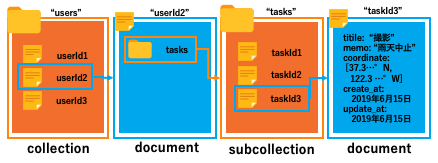 “users”
userId1
userId2
userId3
collection
“userId2”
tasks
document
“tasks”
taskId1
taskId2
taskId3
subcollection
“taskId3”
titile: “撮影”
memo: “雨天中止”
coordinate:
[37.3…°N,
122.3 …°W]
create_at:
2019年6月15日
update_at:
2019年6月15日
document